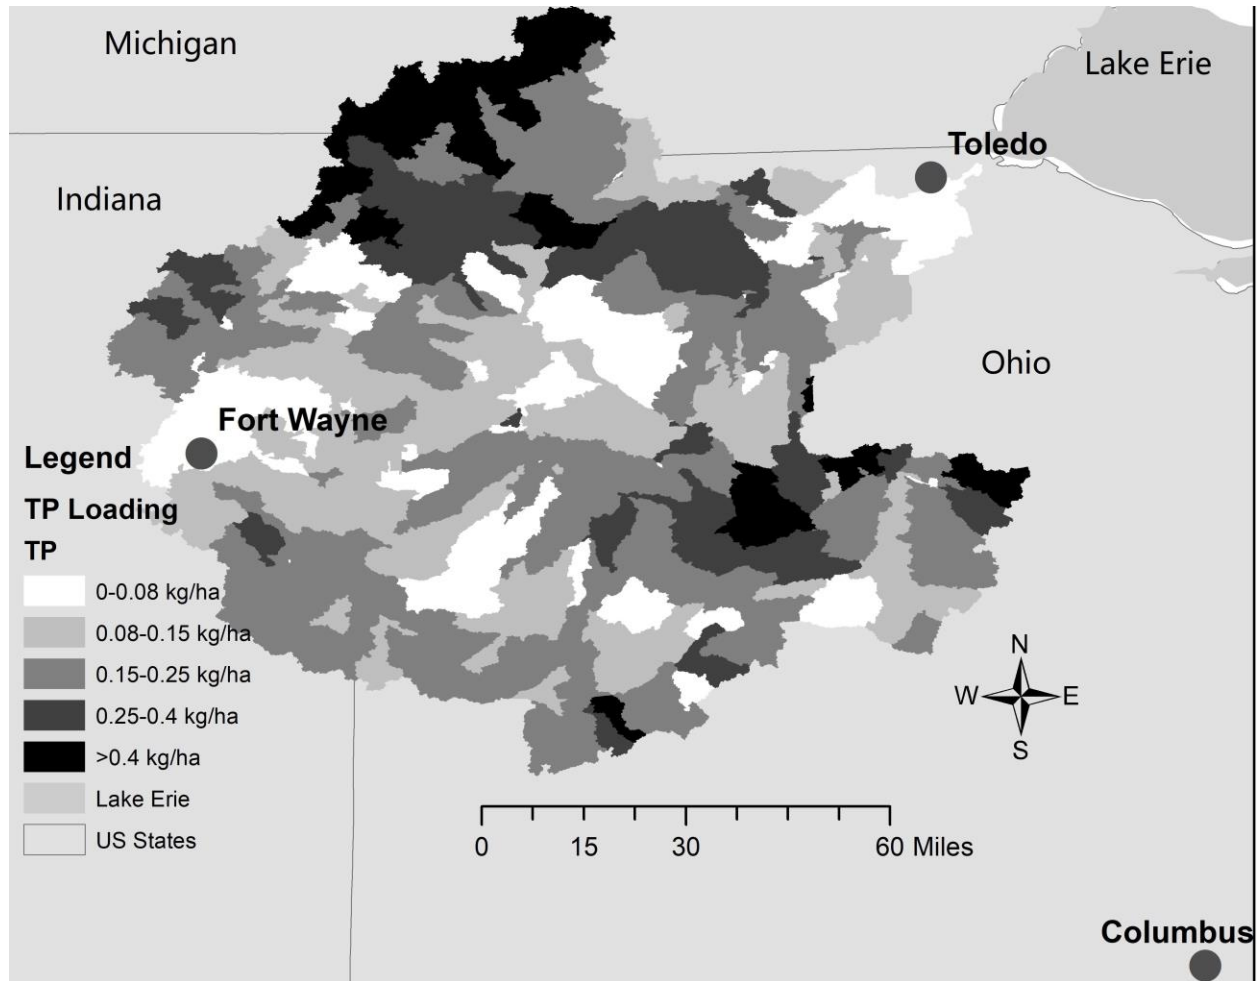 Michigan
Lake Erie
Toledo
Indiana
Ohio
Fort Wayne
Legend
TP Loading
TP
0-0.08 kg/ha
0.08-0.15 kg/ha
0.15-0.25 kg/ha
0.25-0.4 kg/ha
>0.4 kg/ha
Lake Erie
US States
N
W E
S
0 15 30 60 Miles
Columbus